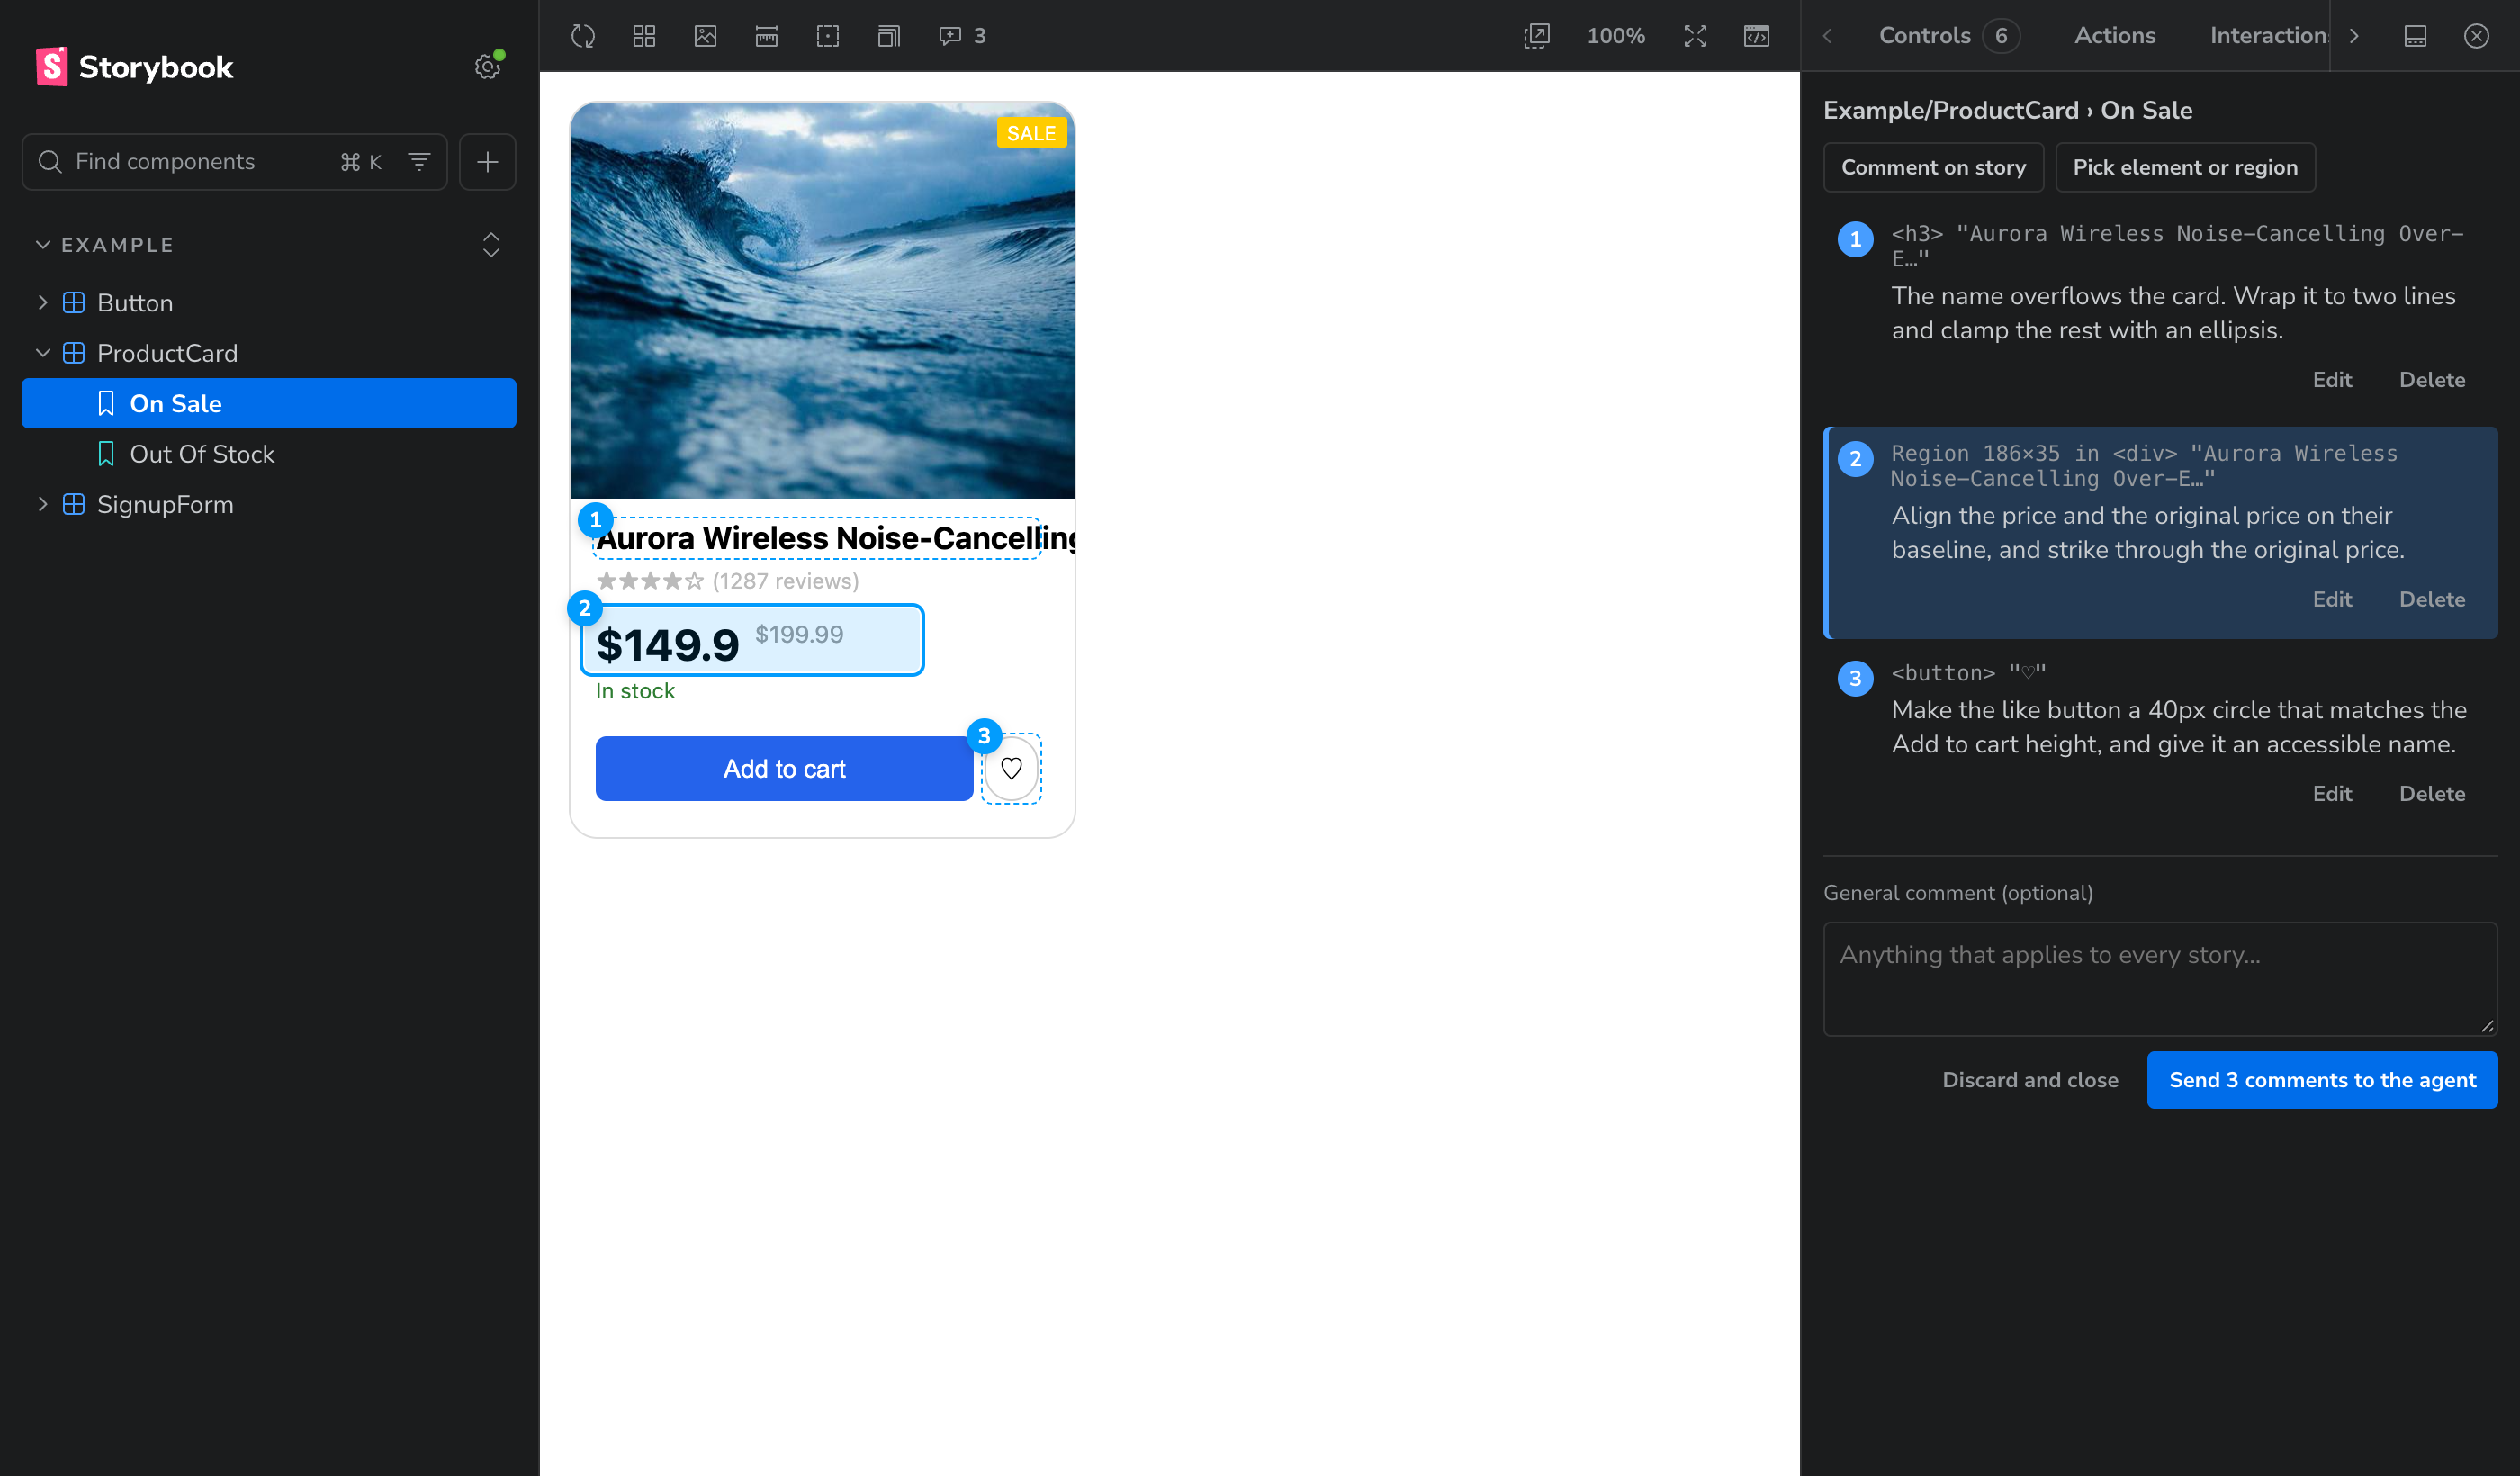 Storybook
Find components
⌘ K
EXAMPLE
Button
ProductCard
On Sale
Out Of Stock
SignupForm
3
100%
SALE
1
Aurora Wireless Noise-Cancelling
★★★★☆ (1287 reviews)
2
$149.9 $199.99
In stock
Add to cart
3
♡
Controls 6
Actions
Interactions
Example/ProductCard › On Sale
Comment on story
Pick element or region
1
<h3> "Aurora Wireless Noise-Cancelling Over-
E…"
The name overflows the card. Wrap it to two lines
and clamp the rest with an ellipsis.
Edit Delete
2
Region 186×35 in <div> "Aurora Wireless
Noise-Cancelling Over-E…"
Align the price and the original price on their
baseline, and strike through the original price.
Edit Delete
3
<button> "♡"
Make the like button a 40px circle that matches the
Add to cart height, and give it an accessible name.
Edit Delete
General comment (optional)
Anything that applies to every story…
Discard and close
Send 3 comments to the agent